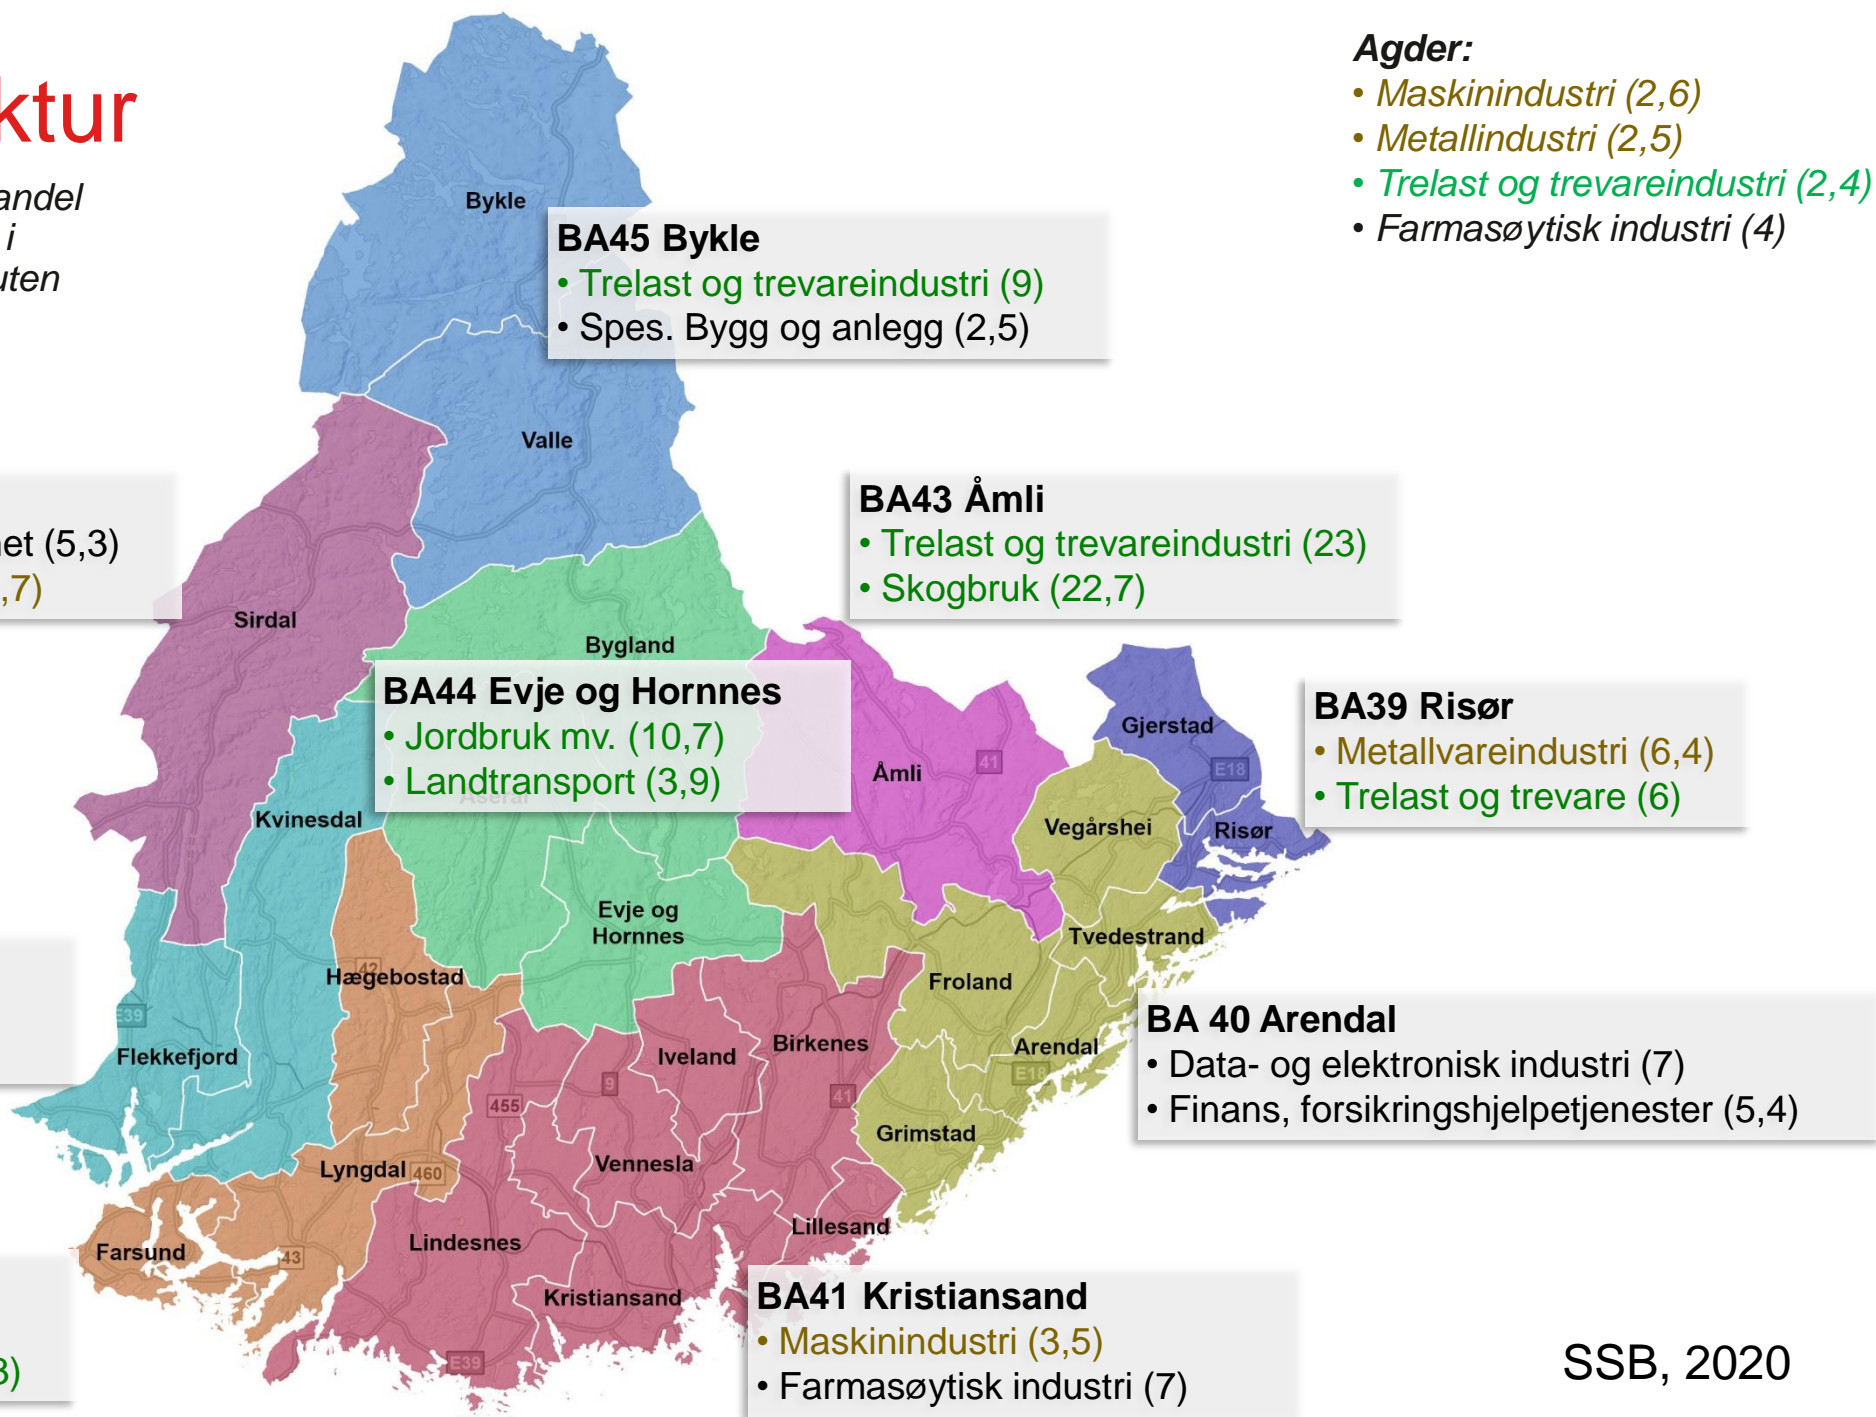 ktur
andel
i
uten
Agder:
• Maskinindustri (2,6)
• Metallindustri (2,5)
• Trelast og trevareindustri (2,4)
• Farmasøytisk industri (4)
Bykle
BA45 Bykle
• Trelast og trevareindustri (9)
• Spes. Bygg og anlegg (2,5)
Valle
et (5,3)
,7)
Sirdal
BA43 Åmli
• Trelast og trevareindustri (23)
• Skogbruk (22,7)
Bygland
BA44 Evje og Hornnes
• Jordbruk mv. (10,7)
• Landtransport (3,9)
Åseral
Kvinesdal
Åmli
41
Gjerstad
E18
Vegårshei
Risør
BA39 Risør
• Metallvareindustri (6,4)
• Trelast og trevare (6)
Evje og
Hornnes
Tvedestrand
Hægebostad
42
Froland
E39
Flekkefjord
Iveland
Birkenes
Arendal
E18
9
41
455
BA 40 Arendal
• Data- og elektronisk industri (7)
• Finans, forsikringshjelpetjenester (5,4)
Grimstad
Lyngdal
460
Vennesla
Lillesand
Farsund
43
Lindesnes
Kristiansand
E39
3)
BA41 Kristiansand
• Maskinindustri (3,5)
• Farmasøytisk industri (7)
SSB, 2020